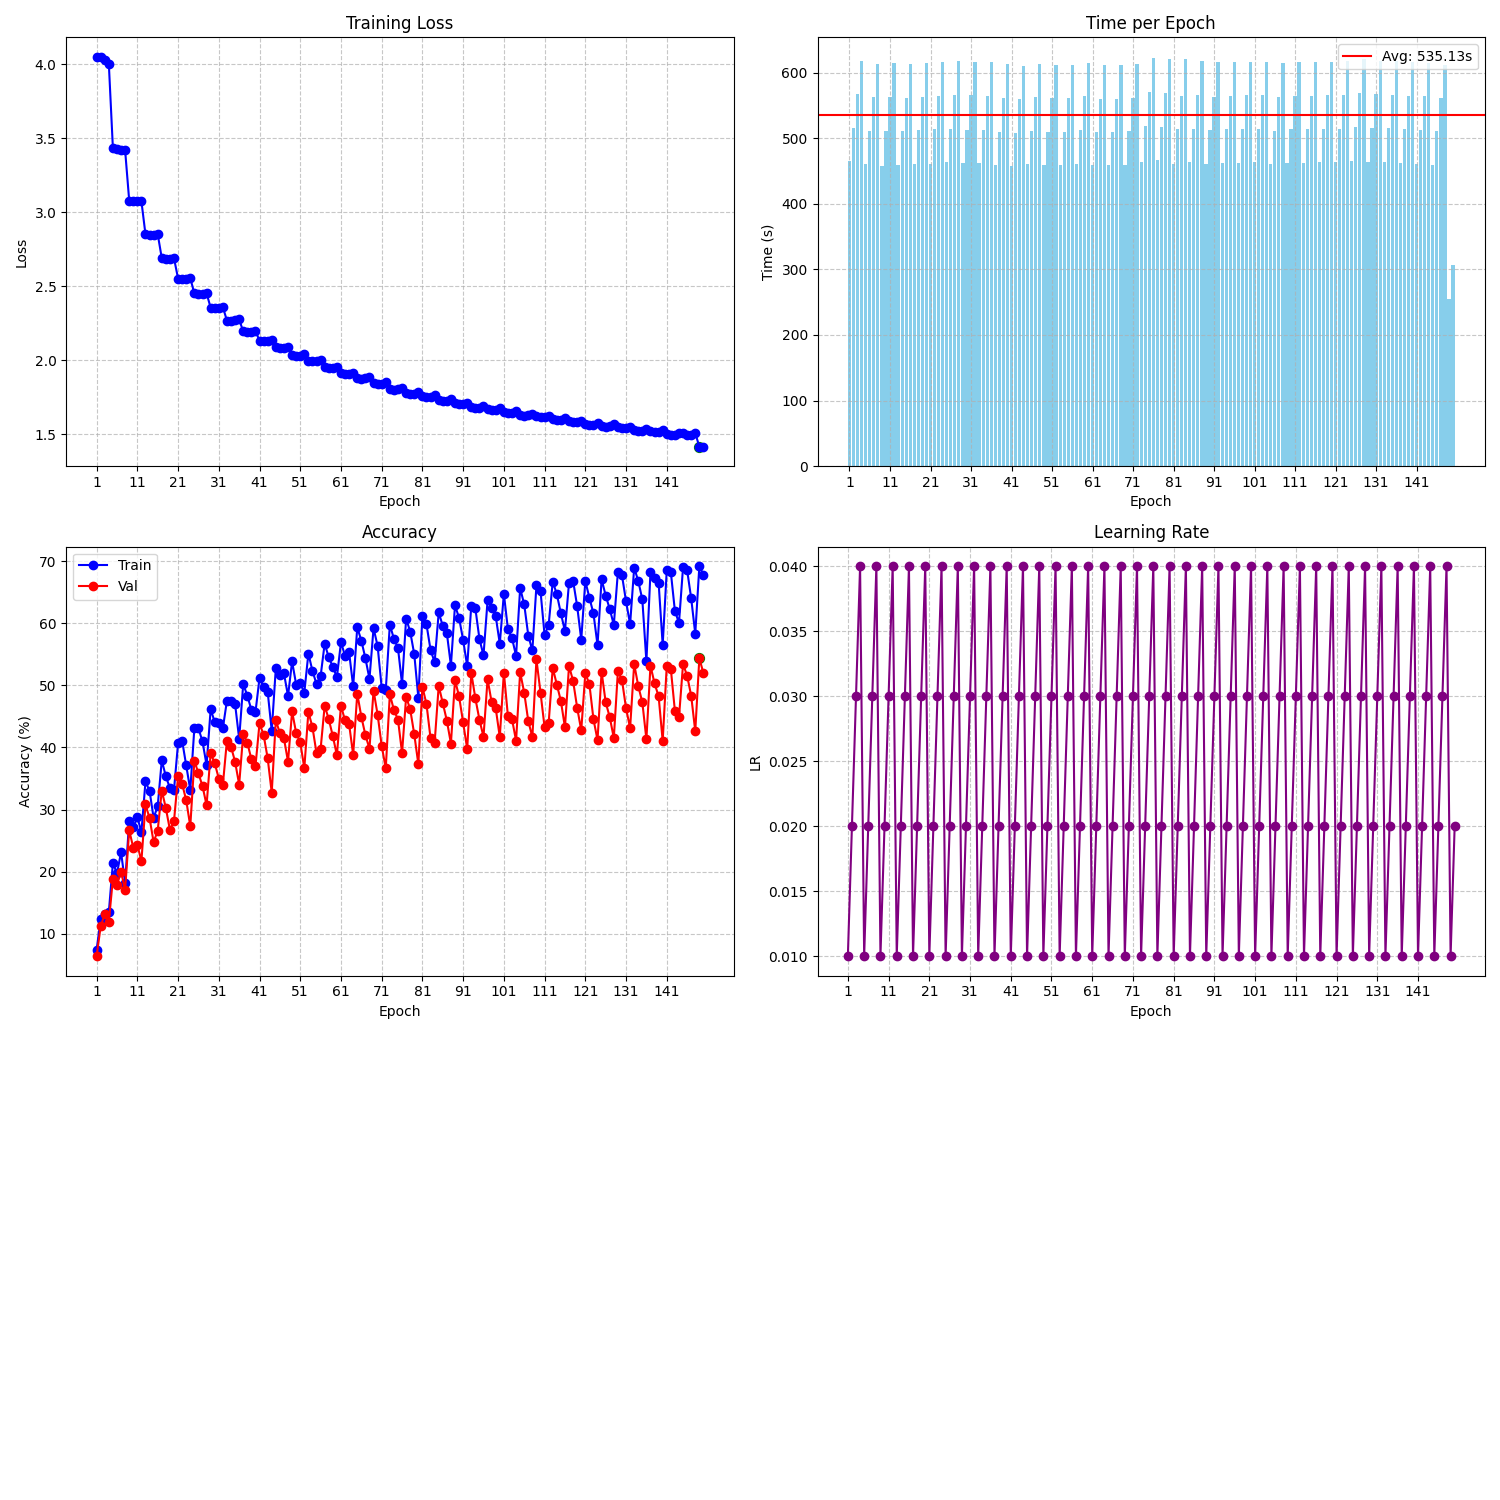 Training Loss
4.0
3.5
3.0
2.5
2.0
1.5
Loss
1 11 21 31 41 51 61 71 81 91 101 111 121 131 141
Epoch
Time per Epoch
Avg: 535.13s
600
500
400
300
200
100
0
Time (s)
1 11 21 31 41 51 61 71 81 91 101 111 121 131 141
Epoch
Accuracy
Train
Val
70
60
50
40
30
20
10
Accuracy (%)
1 11 21 31 41 51 61 71 81 91 101 111 121 131 141
Epoch
Learning Rate
0.040
0.035
0.030
0.025
0.020
0.015
0.010
LR
1 11 21 31 41 51 61 71 81 91 101 111 121 131 141
Epoch